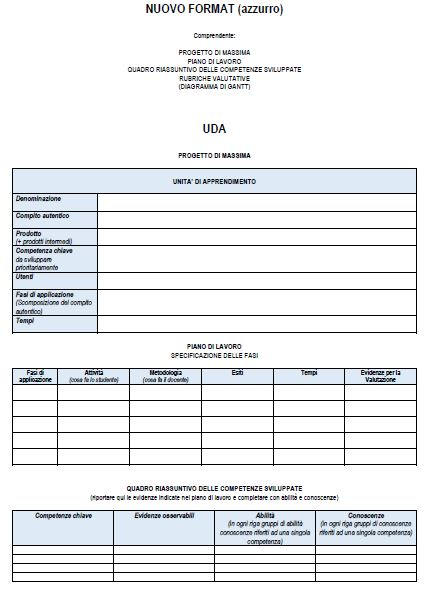 NUOVO FORMAT (azzurro)
Comprendente:
PROGETTO DI MASSIMA
PIANO DI LAVORO
QUADRO RIASSUNTIVO DELLE COMPETENZE SVILUPPATE
RUBRICHE VALUTATIVE
(DIAGRAMMA DI GANTT)
UDA
PROGETTO DI MASSIMA
UNITA' DI APPRENDIMENTO
Denominazione
Compito autentico
Prodotto
(+ prodotti intermedi)
Competenza chiave
da sviluppare
prioritariamente
Utenti
Fasi di applicazione
(Scomposizione del compito
autentico)
Tempi
PIANO DI LAVORO
SPECIFICAZIONE DELLE FASI
Fasi di
applicazione
Attività
(cosa fa lo studente)
Metodologia
(cosa fa il docente)
Esiti
Tempi
Evidenze per la
Valutazione
QUADRO RIASSUNTIVO DELLE COMPETENZE SVILUPPATE
(riportare qui le evidenze indicate nel piano di lavoro e completare con abilità e conoscenze)
Competenze chiave
Evidenze osservabili
Abilità
(in ogni riga gruppi di abilità
conoscenze riferiti ad una singola
competenza)
Conoscenze
(in ogni riga gruppi di conoscenze
riferiti ad una singola competenza)